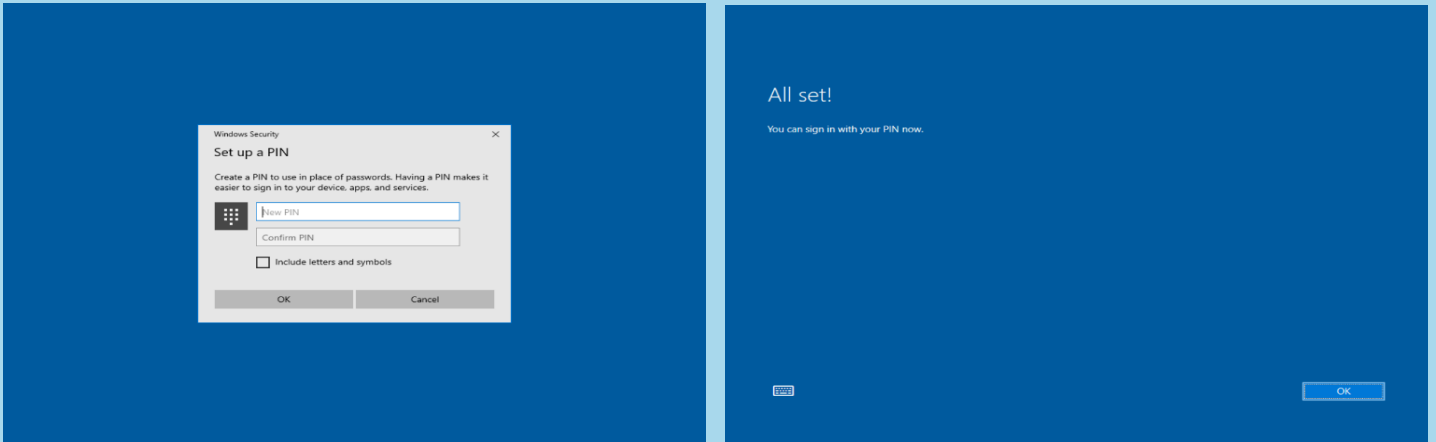 Windows Security
Set up a PIN
Create a PIN to use in place of passwords. Having a PIN makes it
easier to sign in to your device, apps, and services.
New PIN
Confirm PIN
Include letters and symbols
OK
Cancel
All set!
You can sign in with your PIN now.
OK